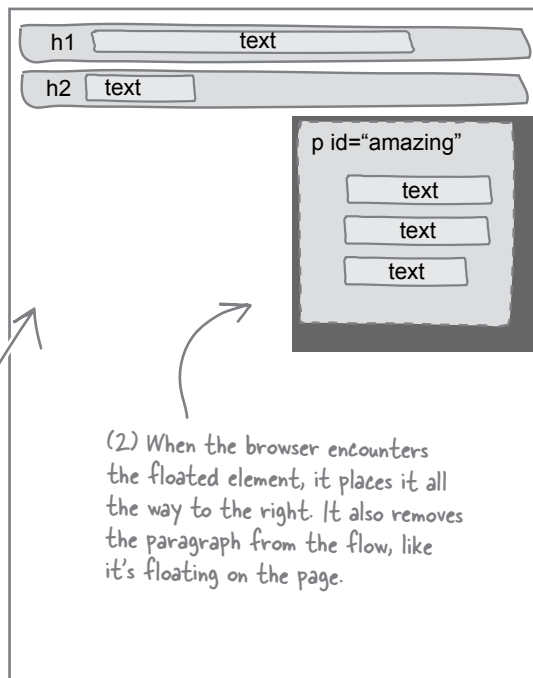 h1 text
h2 text
p id=“amazing”
text
text
text
(2) When the browser encounters
the floated element, it places it all
the way to the right. It also removes
the paragraph from the flow, like
it's floating on the page.